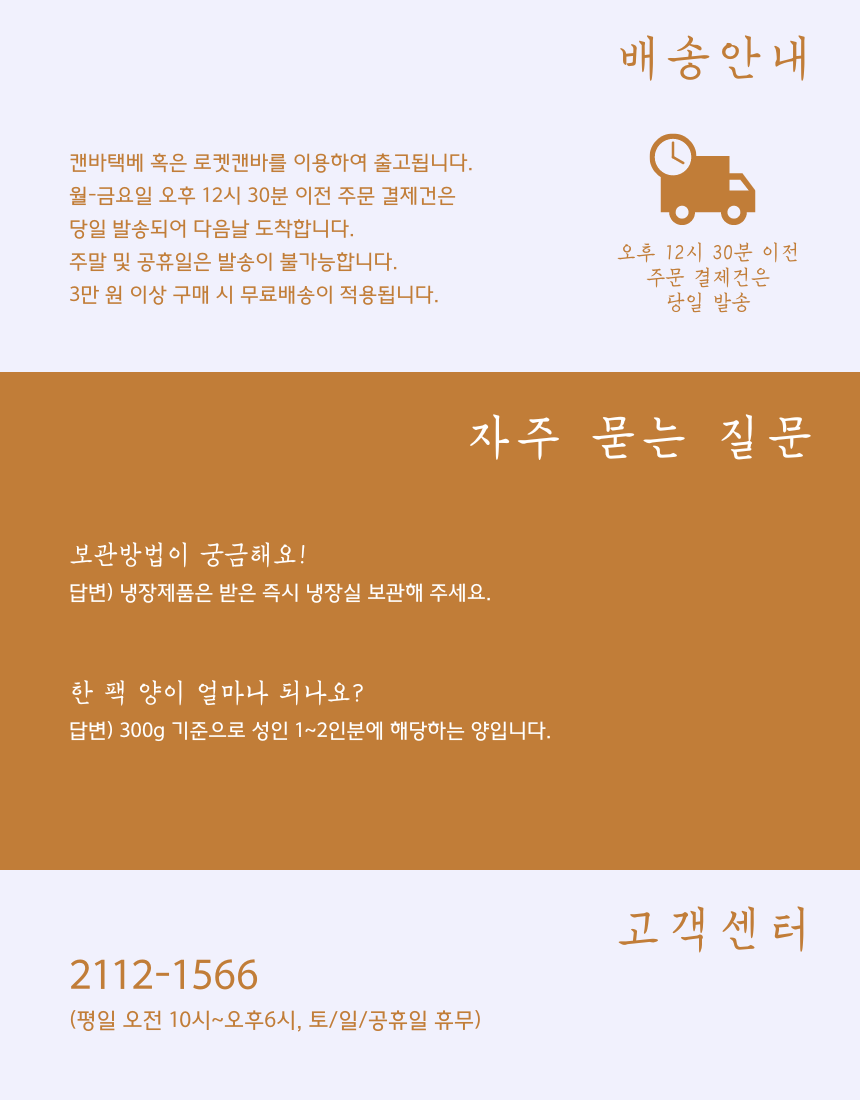 배송안내
캔바택베 혹은 로켓캔바를 이용하여 출고됩니다.
월-금요일 오후 12시 30분 이전 주문 결제건은
당일 발송되어 다음날 도착합니다.
주말 및 공휴일은 발송이 불가능합니다.
3만 원 이상 구매 시 무료배송이 적용됩니다.
오후 12시 30분 이전
주문 결제건은
당일 발송
자주 묻는 질문
보관방법이 궁금해요!
답변) 냉장제품은 받은 즉시 냉장실 보관해 주세요.
한 팩 양이 얼마나 되나요?
답변) 300g 기준으로 성인 1~2인분에 해당하는 양입니다.
고객센터
2112-1566
(평일 오전 10시~오후6시, 토/일/공휴일 휴무)